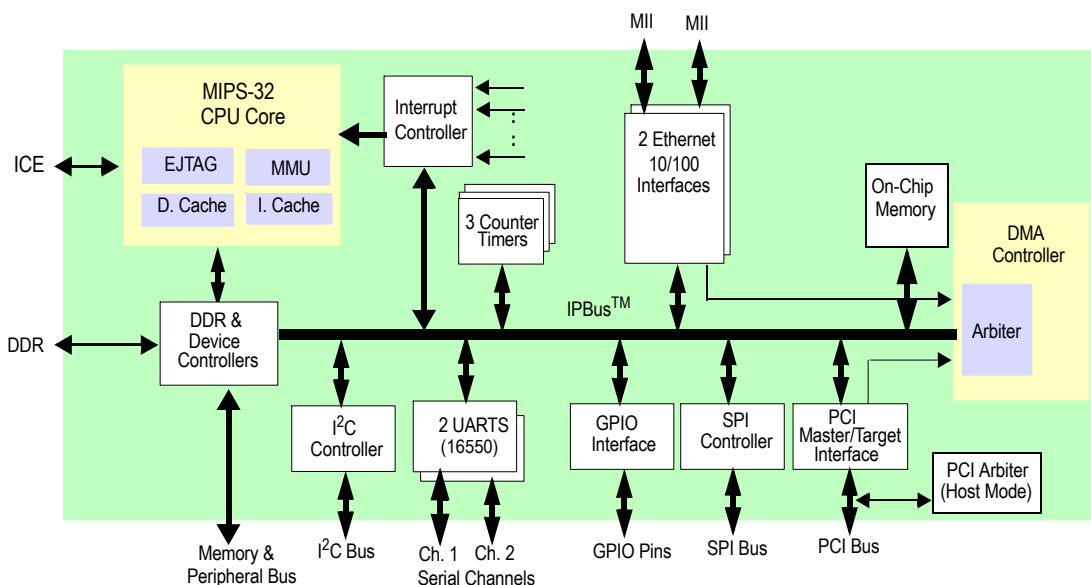 MII
MII
MIPS-32
CPU Core
EJTAG
MMU
D. Cache
I. Cache
ICE
Interrupt
Controller
:
:
3 Counter
Timers
2 Ethernet
10/100
Interfaces
On-Chip
Memory
DMA
Controller
Arbiter
IPBus™
DDR
DDR &
Device
Controllers
I²C
Controller
2 UARTS
(16550)
GPIO
Interface
SPI
Controller
PCI
Master/Target
Interface
PCI Arbiter
(Host Mode)
Memory &
Peripheral Bus
I²C Bus
Ch. 1
Ch. 2
Serial Channels
GPIO Pins
SPI Bus
PCI Bus